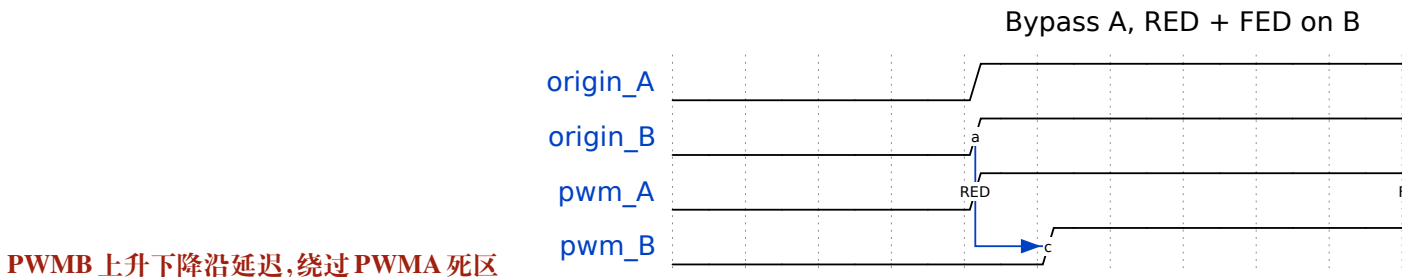 Bypass A, RED + FED on B
origin_A
origin_B
a
pwm_A
RED
pwm_B
c
PWMB 上升下降沿延迟,绕过 PWMA 死区